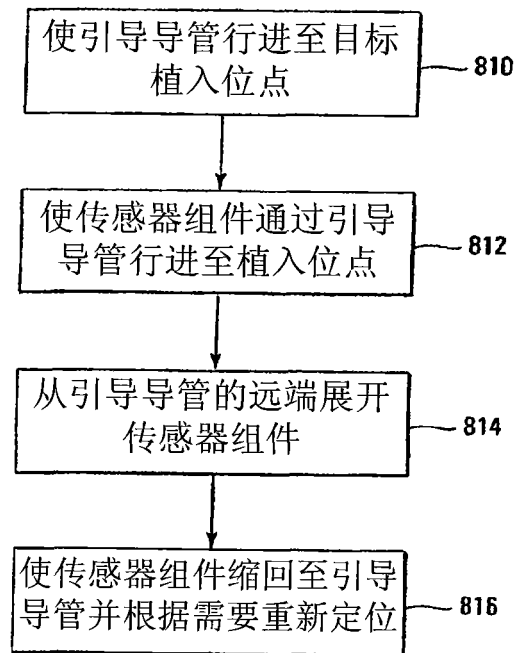 使引导导管行进至目标
植入位点
810
使传感器组件通过引导
导管行进至植入位点
812
从引导导管的远端展开
传感器组件
814
使传感器组件缩回至引导
导管并根据需要重新定位
816